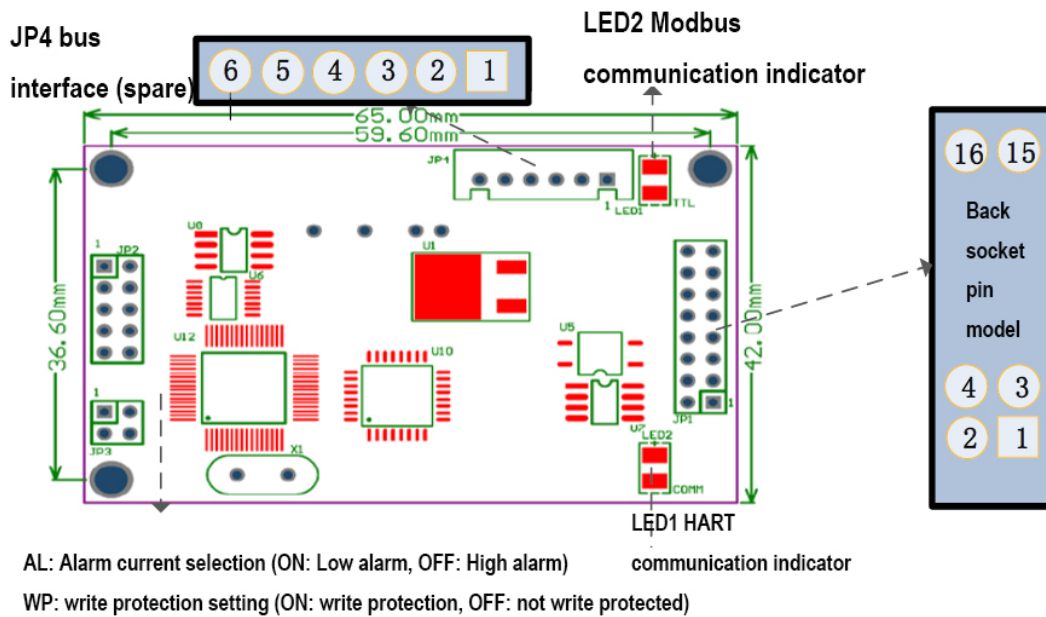 JP4 bus
interface (spare)
6 5 4 3 2 1
LED2 Modbus
communication indicator
65.00mm
59.60mm
JP4
1
LED1
TTL
16 15
Back
socket
pin
model
4 3
2 1
U8
U6
1
JP2
U1
36.60mm
42.00mm
U12
U10
U5
U7
JP1
1
1
JP3
X1
LED2
COMM
LED1 HART
communication indicator
AL: Alarm current selection (ON: Low alarm, OFF: High alarm)
WP: write protection setting (ON: write protection, OFF: not write protected)